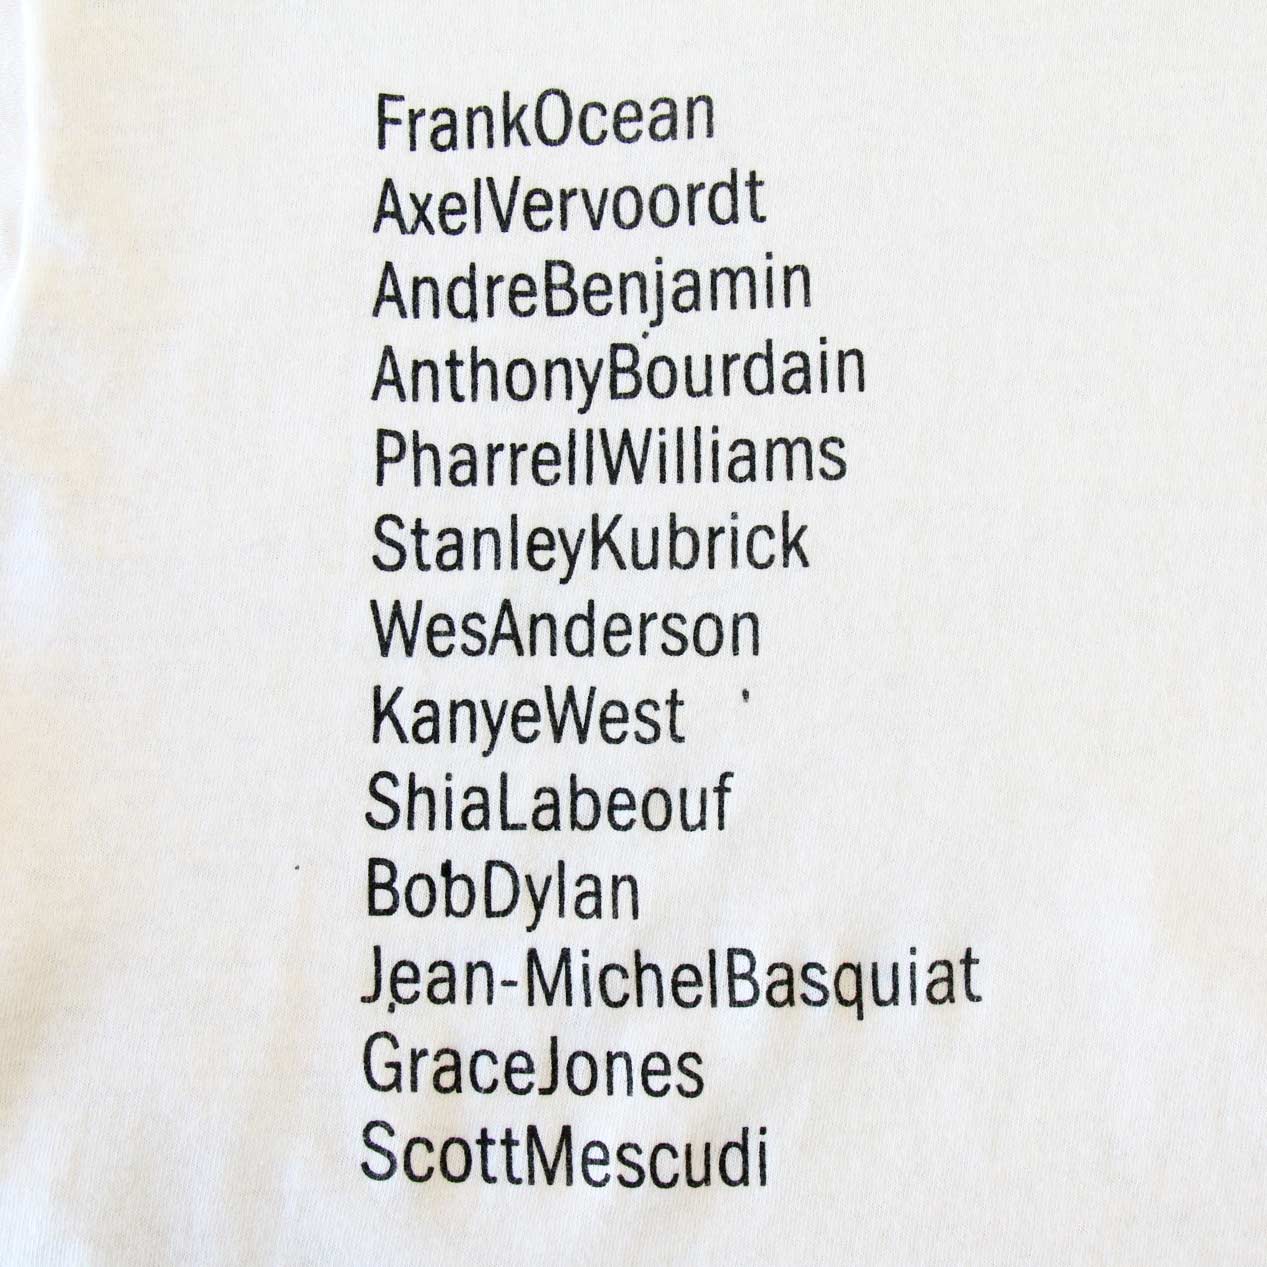 FrankOcean
AxelVervoordt
AndreBenjamin
AnthonyBourdain
PharrellWilliams
StanleyKubrick
WesAnderson
KanyeWest
ShiaLabeouf
BobDylan
Jean-MichelBasquiat
GraceJones
ScottMescudi